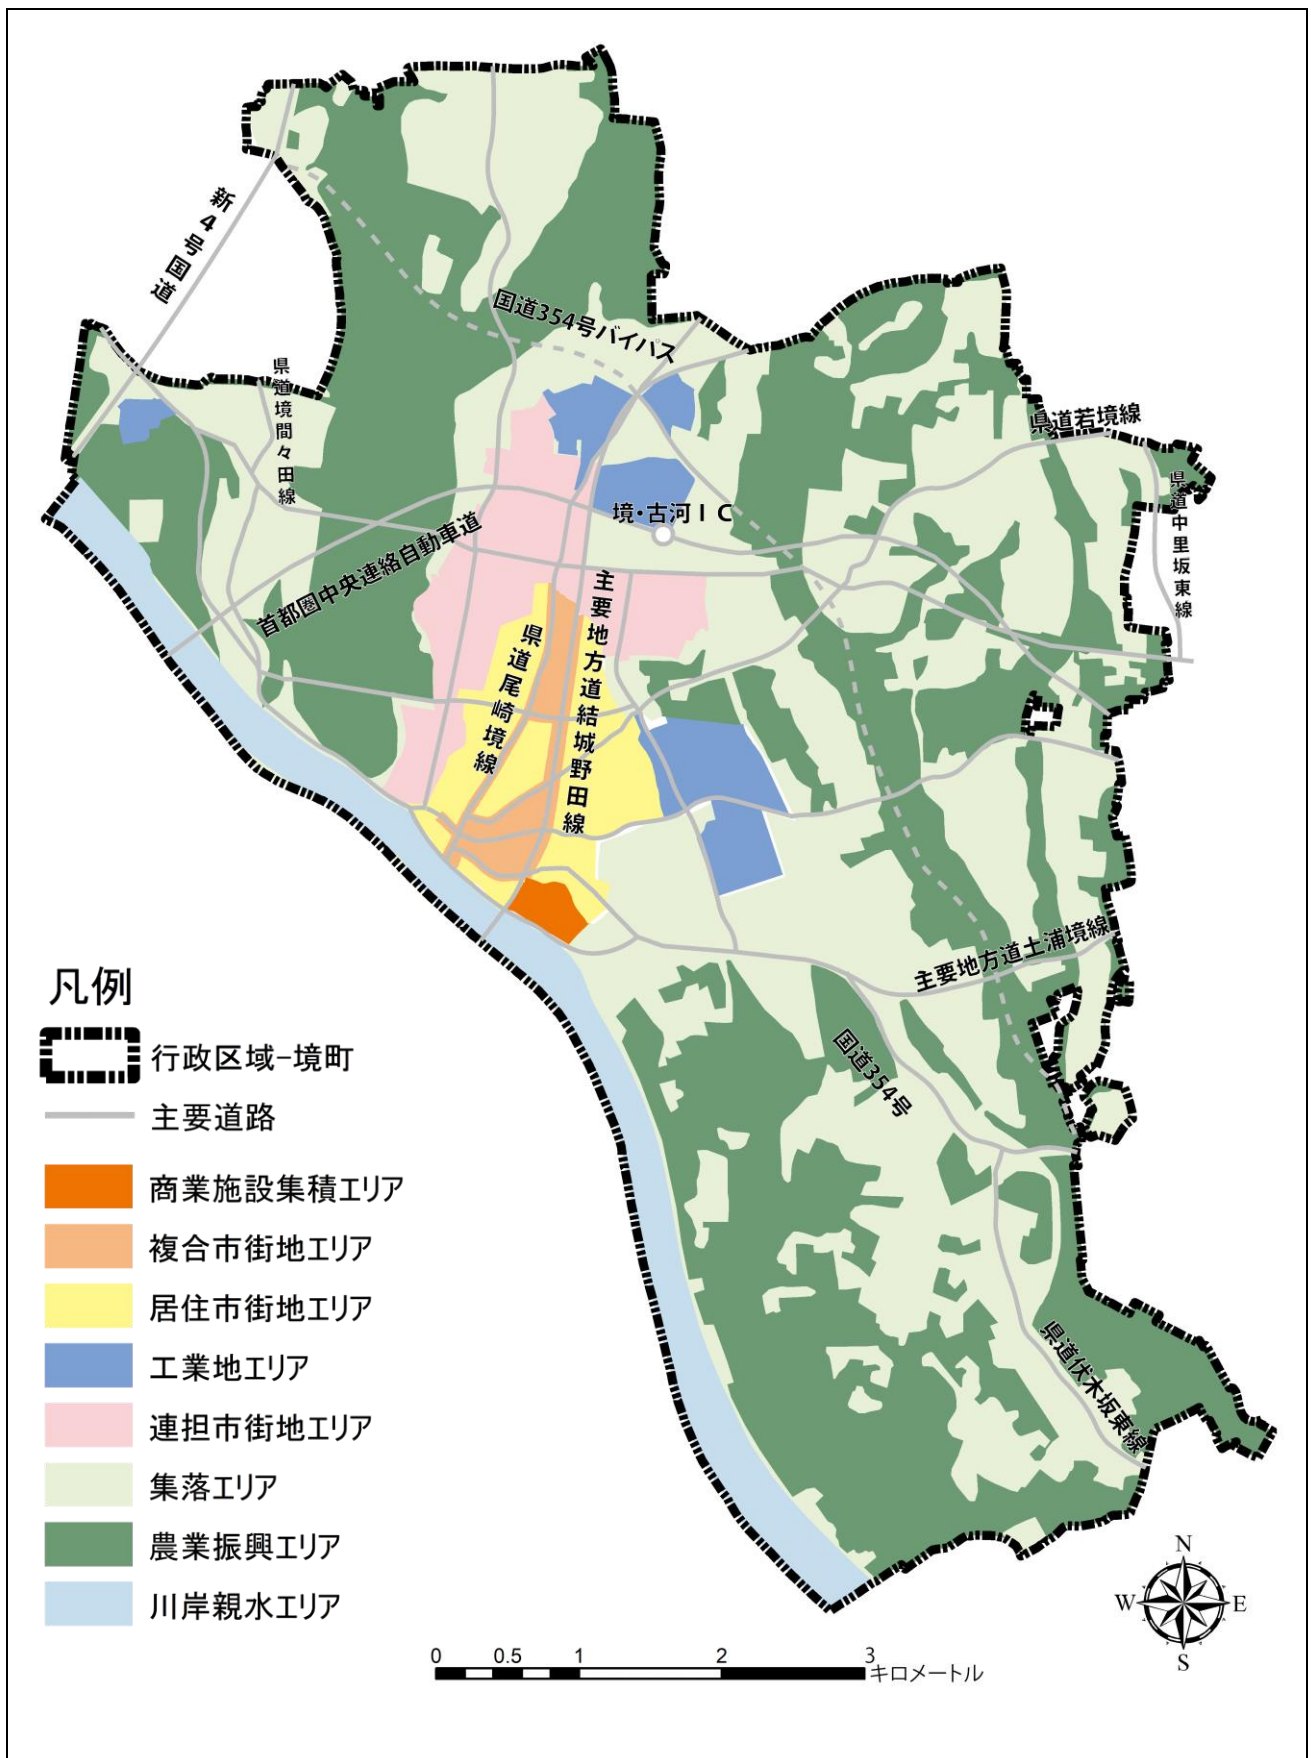 新4号国道
国道354号バイパス
県道境間々田線
県道若境線
県道中里坂東線
境・古河IC
首都圏中央連絡自動車道
主要地方道結城野田線
県道尾崎境線
主要地方道土浦境線
国道354号
県道伏木坂東線
凡例
行政区域-境町
主要道路
商業施設集積エリア
複合市街地エリア
居住市街地エリア
工業地エリア
連担市街地エリア
集落エリア
農業振興エリア
川岸親水エリア
N
W E
S
0 0.5 1 2 3
キロメートル